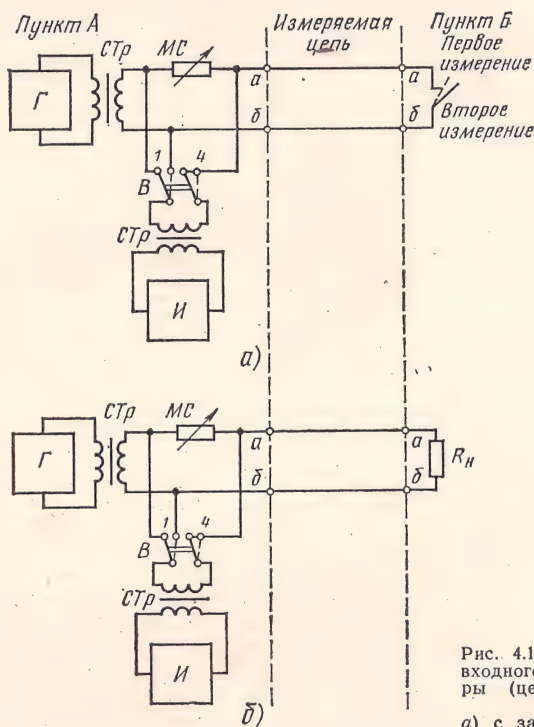 Пункт А
Измеряемая
цепь
Пункт Б
Первое
измерение
Второе
измерение
СТр
МС
Г
а
а
б
б
1
4
В
СТр
И
а)
СТр
МС
Г
а
а
б
б
Rн
1
4
В
СТр
И
б)
Рис. 4.1
входного
ры (це
а) с за